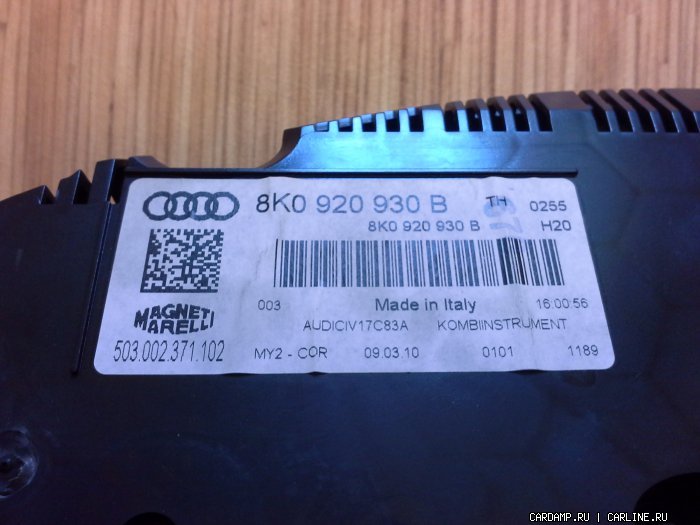 8K0 920 930 B TH 0255
8K0 920 930 B H20
003 Made in Italy 16:00:56
MAGNETI
MARELLI
AUDICIV17C83A KOMBIINSTRUMENT
503.002.371.102 MY2 - COR 09.03.10 0101 1189
CARDAMP.RU | CARLINE.RU